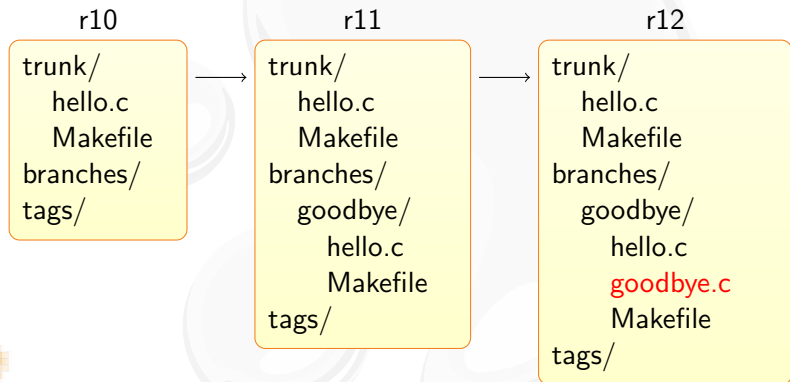 r10
trunk/
hello.c
Makefile
branches/
tags/
r11
trunk/
hello.c
Makefile
branches/
goodbye/
hello.c
Makefile
tags/
r12
trunk/
hello.c
Makefile
branches/
goodbye/
hello.c
goodbye.c
Makefile
tags/